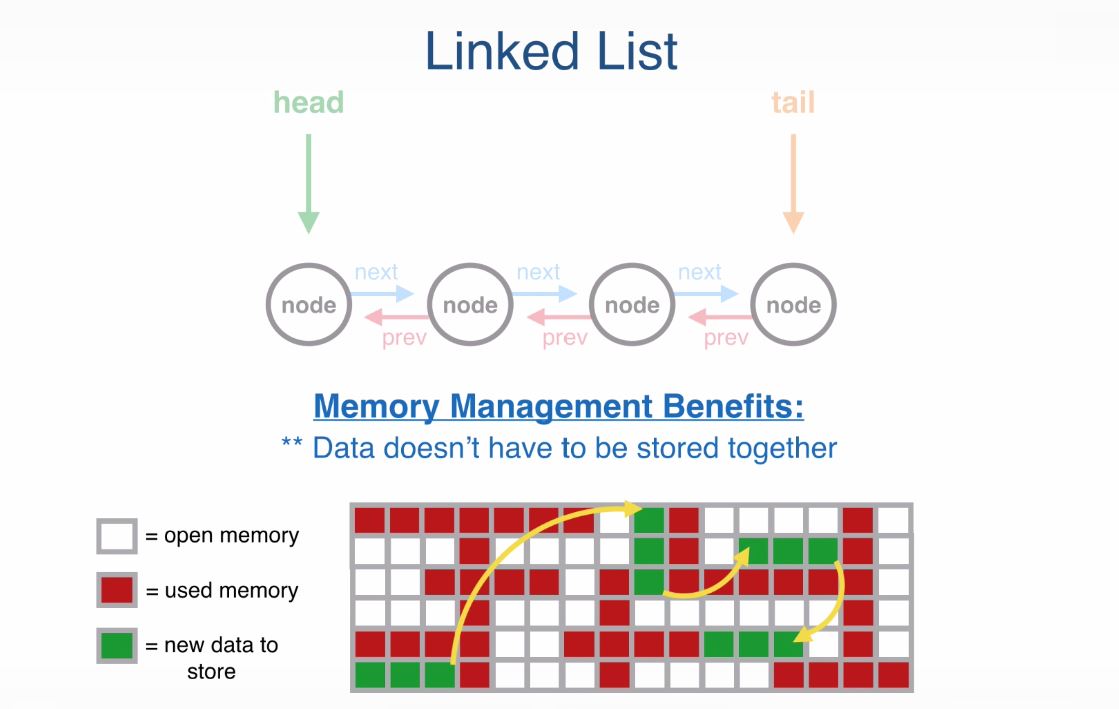 Linked List
head
tail
next
next
next
node
node
node
node
prev
prev
prev
Memory Management Benefits:
** Data doesn’t have to be stored together
= open memory
= used memory
= new data to
store